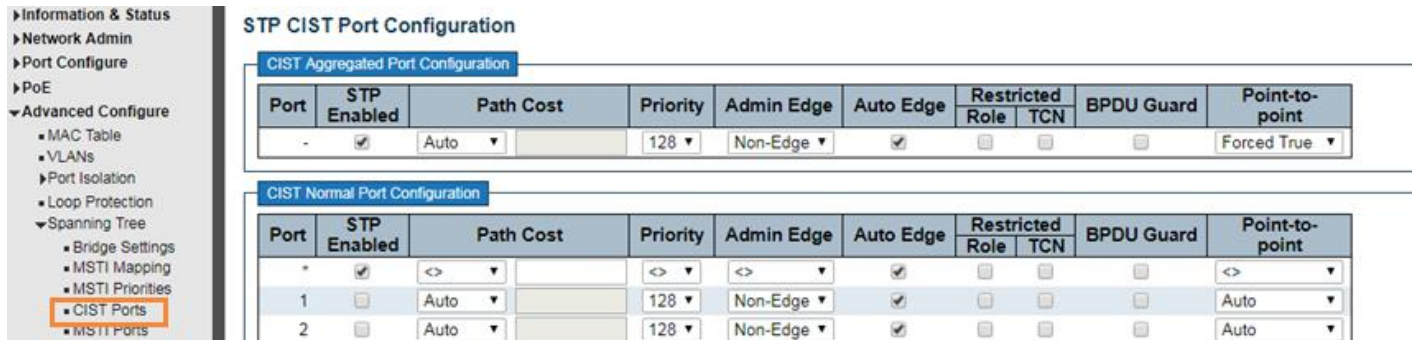 Information & Status
Network Admin
Port Configure
PoE
Advanced Configure
MAC Table
VLANs
Port Isolation
Loop Protection
Spanning Tree
Bridge Settings
MSTI Mapping
MSTI Priorities
CIST Ports
MSTI Ports
STP CIST Port Configuration
CIST Aggregated Port Configuration
Port STP Enabled Path Cost Priority Admin Edge Auto Edge Restricted Role TCN BPDU Guard Point-to-point
- Auto 128 Non-Edge Forced True
CIST Normal Port Configuration
Port STP Enabled Path Cost Priority Admin Edge Auto Edge Restricted Role TCN BPDU Guard Point-to-point
* <> <> <> <>
1 Auto 128 Non-Edge Auto
2 Auto 128 Non-Edge Auto